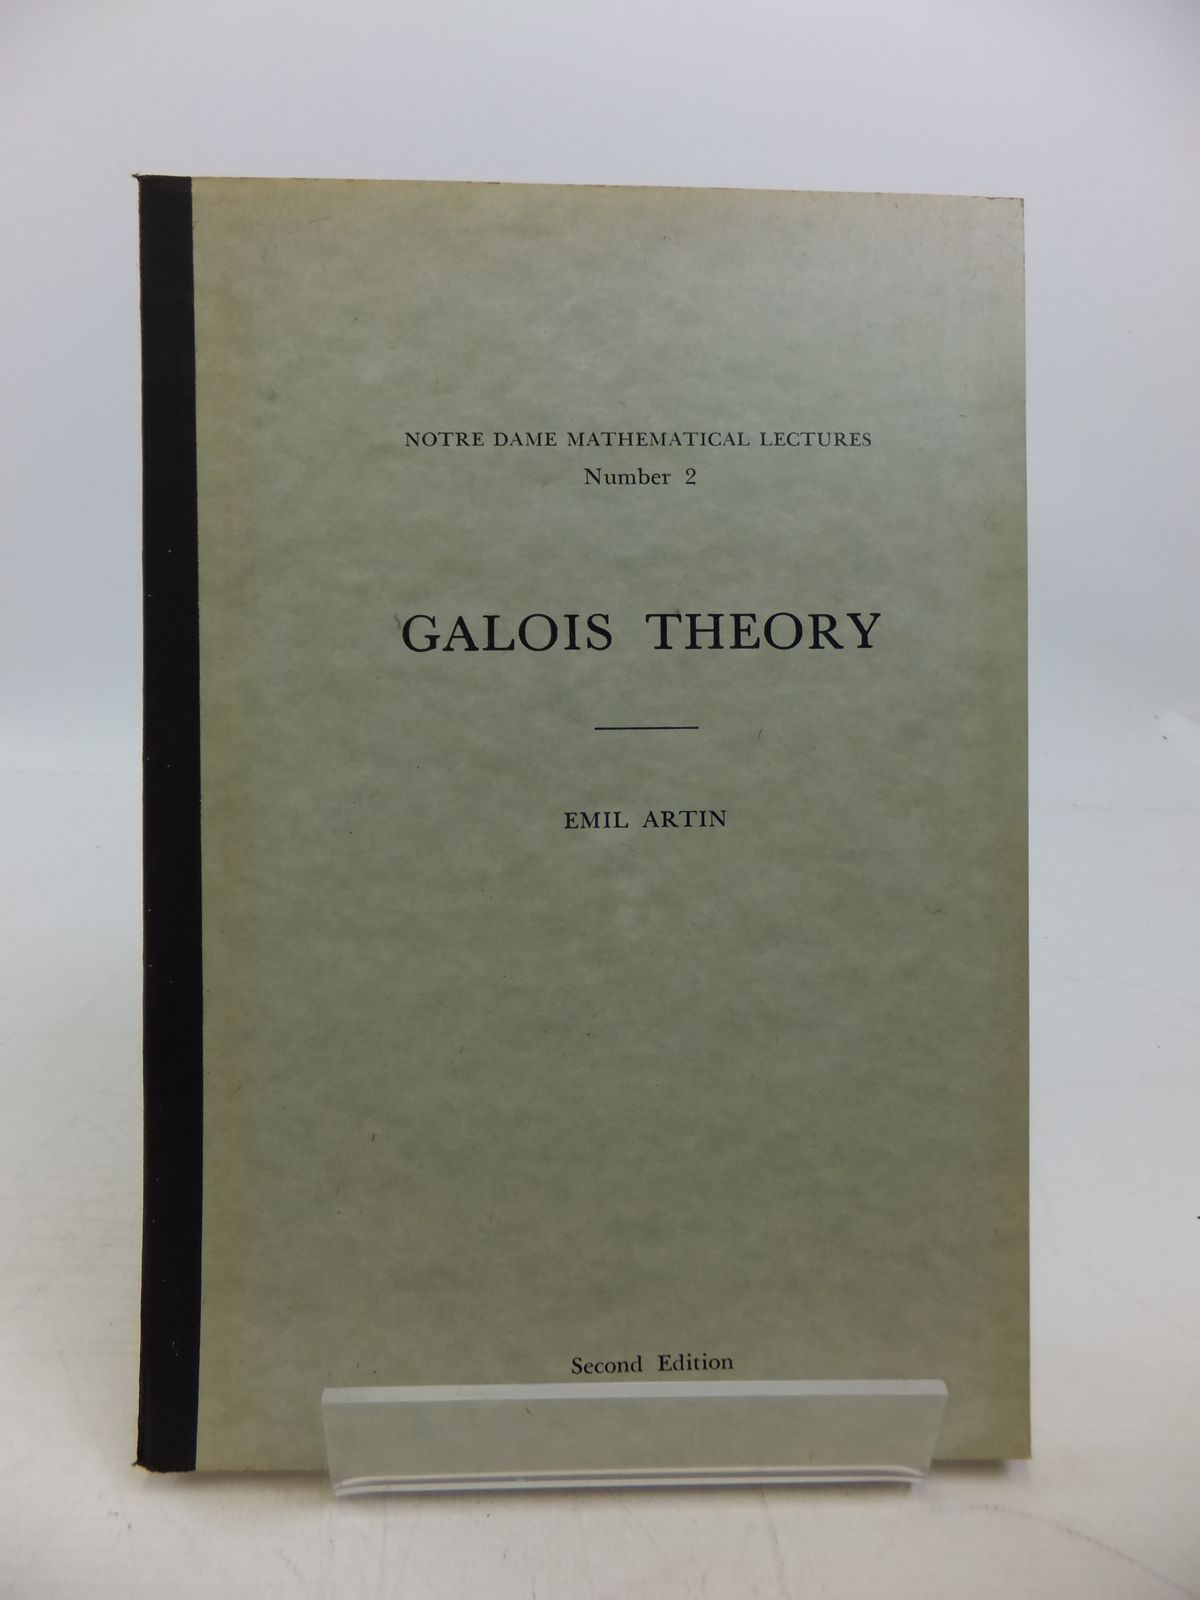 NOTRE DAME MATHEMATICAL LECTURES
Number 2
GALOIS THEORY
EMIL ARTIN
Second Edition